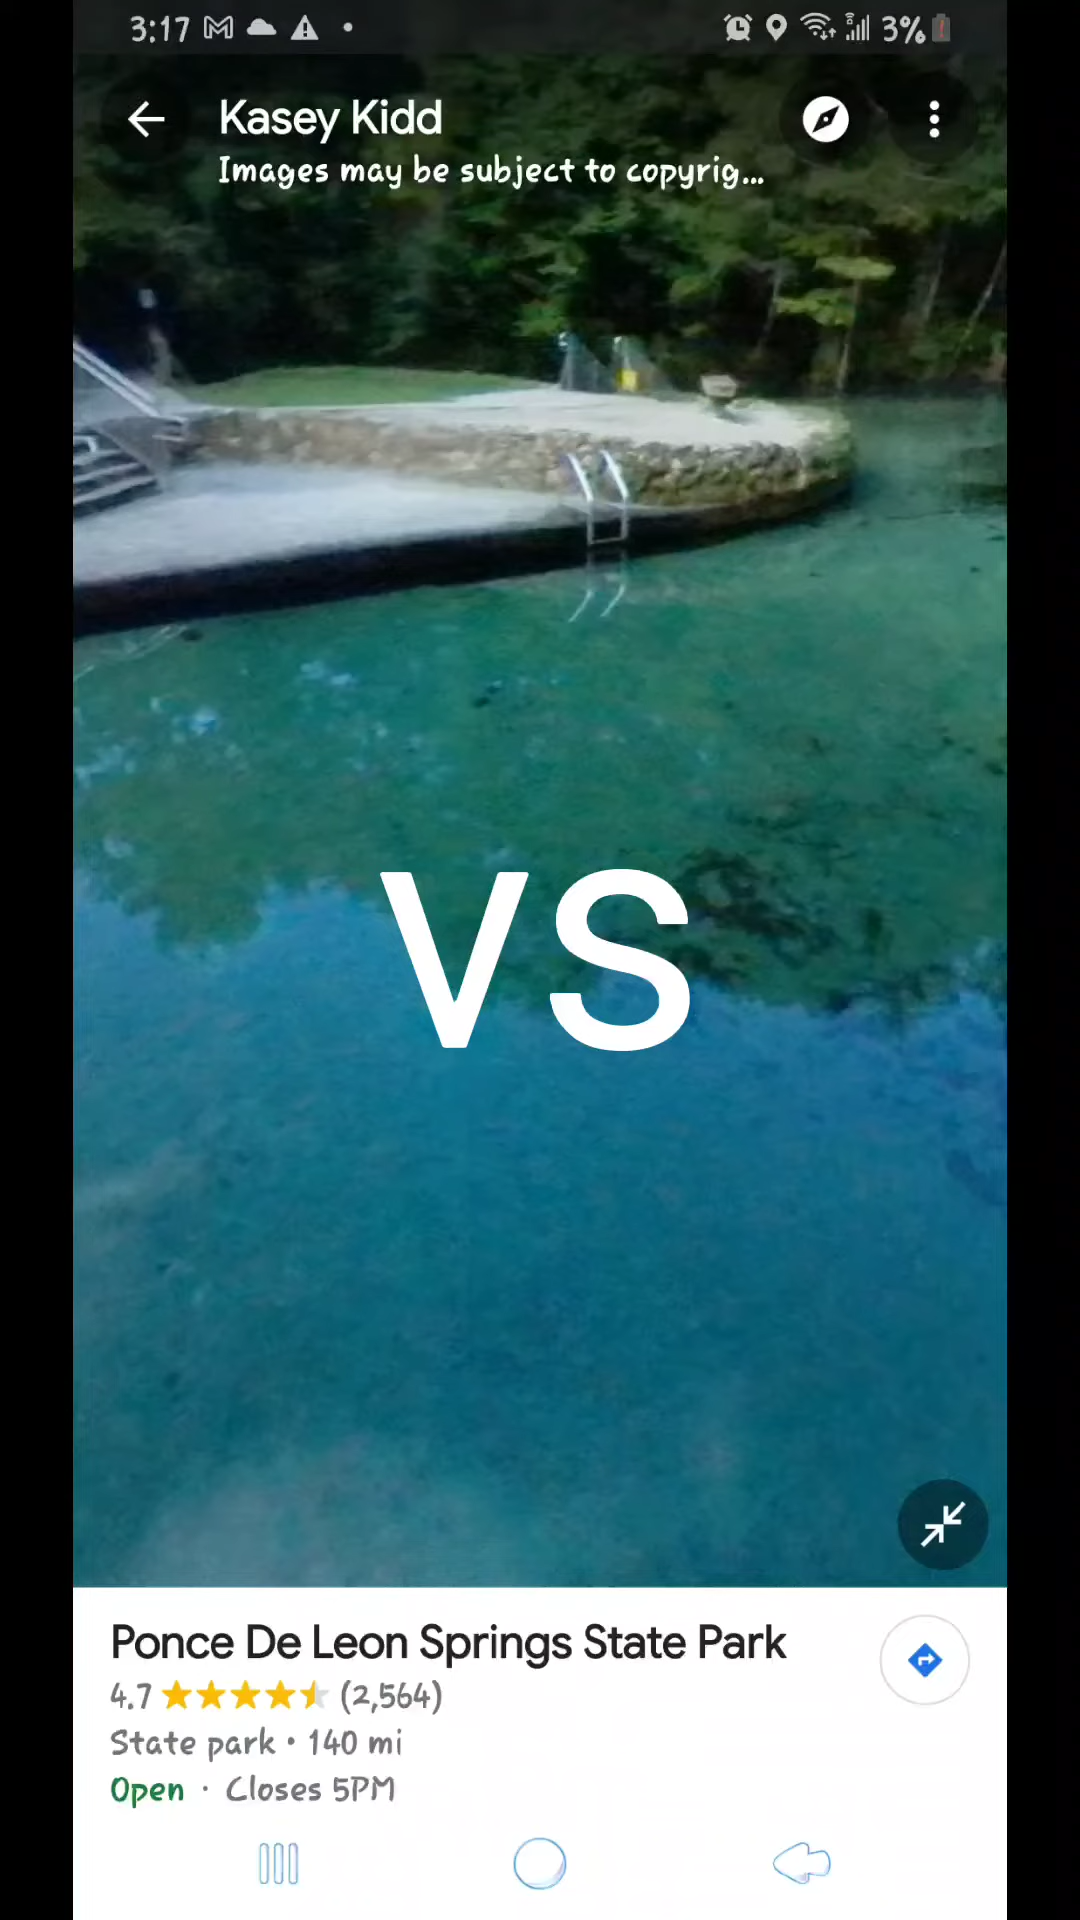 3:17
3%
Kasey Kidd
Images may be subject to copyrig...
VS
Ponce De Leon Springs State Park
4.7 (2,564)
State park • 140 mi
Open · Closes 5PM